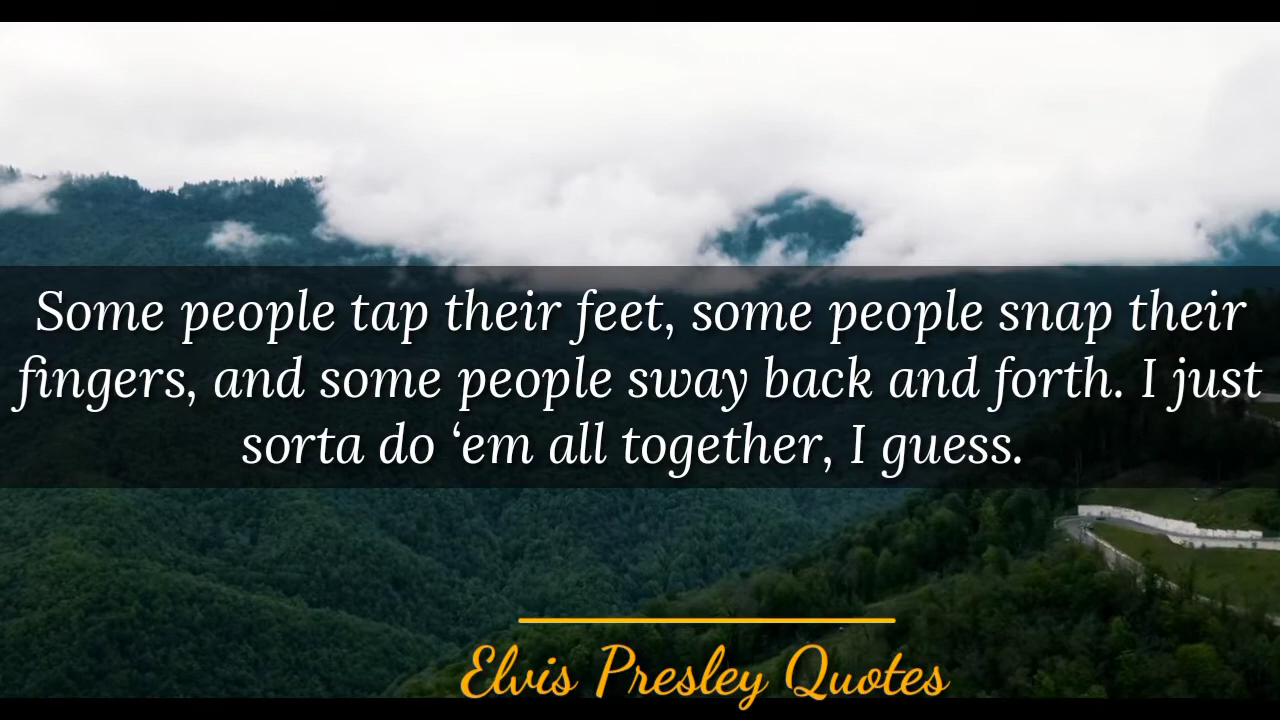 Some people tap their feet, some people snap their
fingers, and some people sway back and forth. I just
sorta do ‘em all together, I guess.
Elvis Presley Quotes